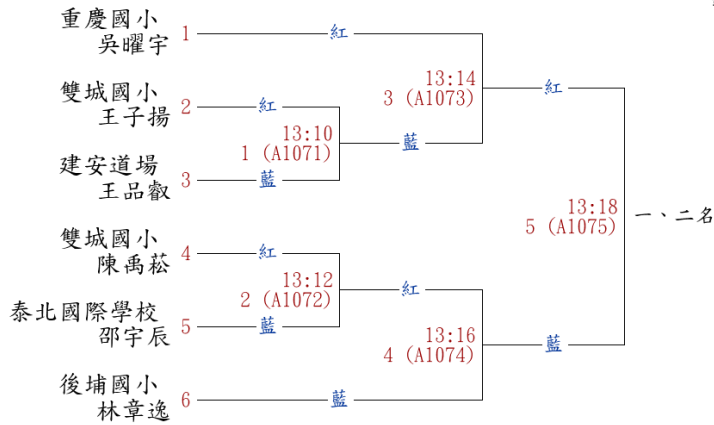 重慶國小
吳曜宇 1 紅
13:14 紅
3 (A1073)
雙城國小
王子揚 2 紅
13:10 藍
1 (A1071)
建安道場
王品叡 3 藍
13:18 一、二名
5 (A1075)
雙城國小
陳禹菘 4 紅
13:12 紅
2 (A1072)
泰北國際學校
邵宇辰 5 藍
13:16 藍
4 (A1074)
後埔國小
林章逸 6 藍